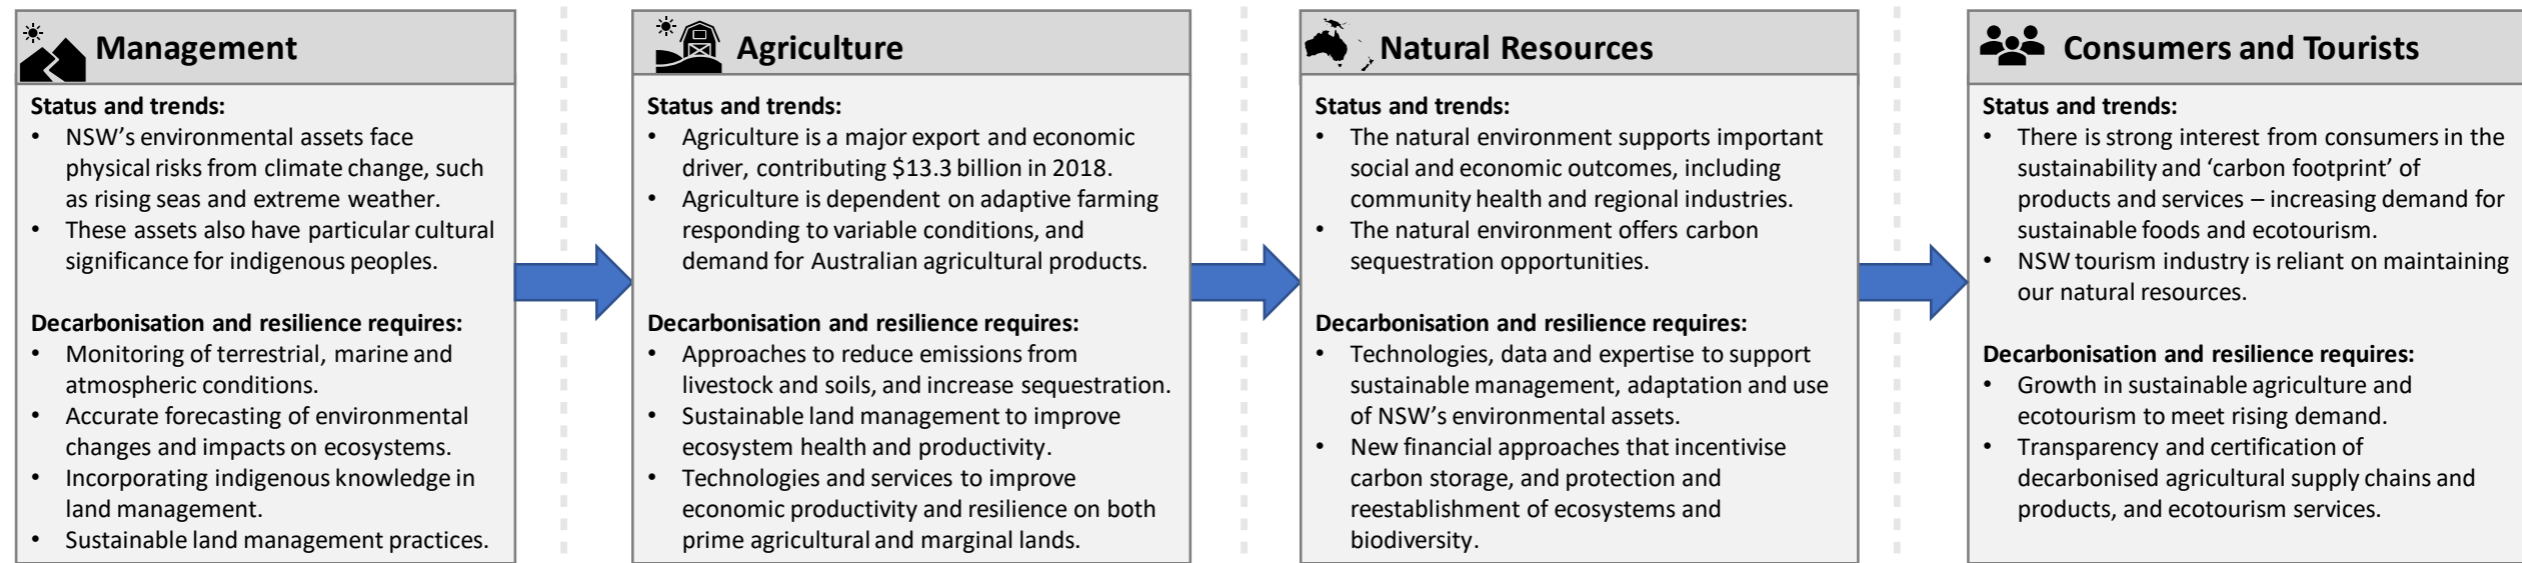 Management
Status and trends:
• NSW's environmental assets face
physical risks from climate change, such
as rising seas and extreme weather.
• These assets also have particular cultural
significance for indigenous peoples.
Decarbonisation and resilience requires:
• Monitoring of terrestrial, marine and
atmospheric conditions.
• Accurate forecasting of environmental
changes and impacts on ecosystems.
• Incorporating indigenous knowledge in
land management.
• Sustainable land management practices.
Agriculture
Status and trends:
• Agriculture is a major export and economic
driver, contributing $13.3 billion in 2018.
• Agriculture is dependent on adaptive farming
responding to variable conditions, and
demand for Australian agricultural products.
Decarbonisation and resilience requires:
• Approaches to reduce emissions from
livestock and soils, and increase sequestration.
• Sustainable land management to improve
ecosystem health and productivity.
• Technologies and services to improve
economic productivity and resilience on both
prime agricultural and marginal lands.
Natural Resources
Status and trends:
• The natural environment supports important
social and economic outcomes, including
community health and regional industries.
• The natural environment offers carbon
sequestration opportunities.
Decarbonisation and resilience requires:
• Technologies, data and expertise to support
sustainable management, adaptation and use
of NSW's environmental assets.
• New financial approaches that incentivise
carbon storage, and protection and
reestablishment of ecosystems and
biodiversity.
Consumers and Tourists
Status and trends:
• There is strong interest from consumers in the
sustainability and 'carbon footprint' of
products and services – increasing demand for
sustainable foods and ecotourism.
• NSW tourism industry is reliant on maintaining
our natural resources.
Decarbonisation and resilience requires:
• Growth in sustainable agriculture and
ecotourism to meet rising demand.
• Transparency and certification of
decarbonised agricultural supply chains and
products, and ecotourism services.